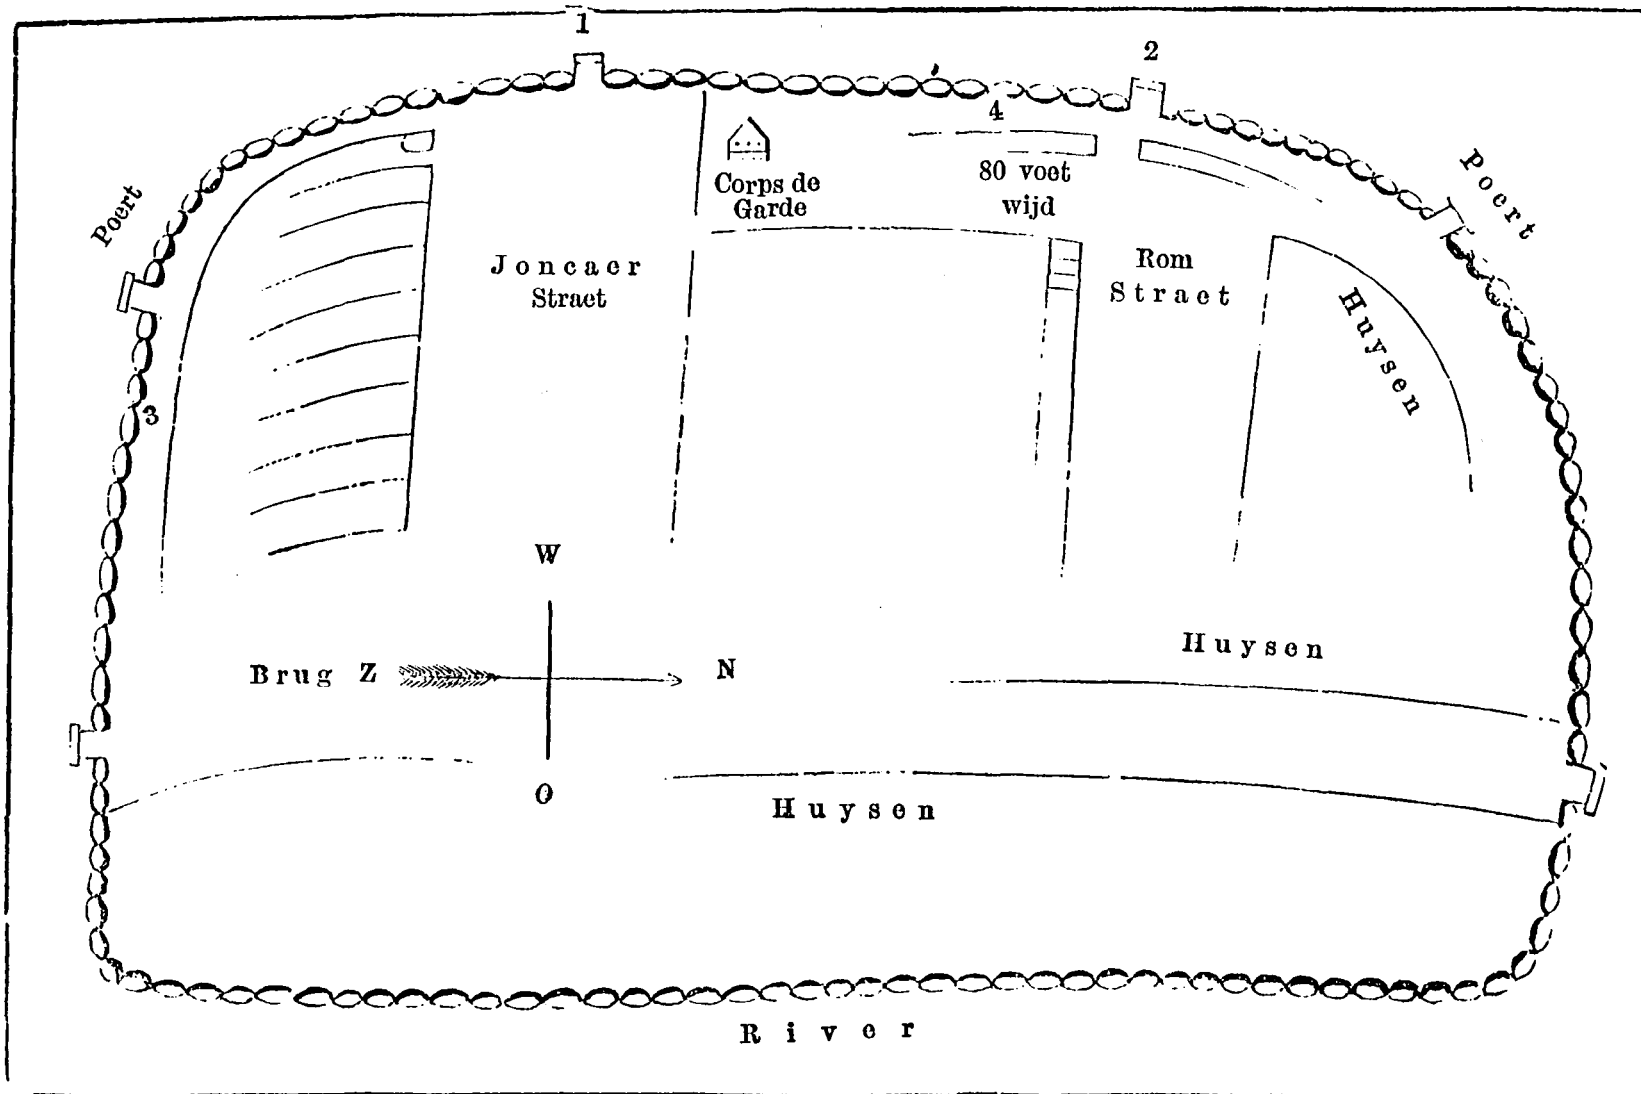 1
2
4
Poert
Poert
Corps de
Garde
80 voet
wijd
Joncaer
Straet
Rom
Straet
Huysen
3
W
Brug Z
N
Huysen
O
Huysen
River